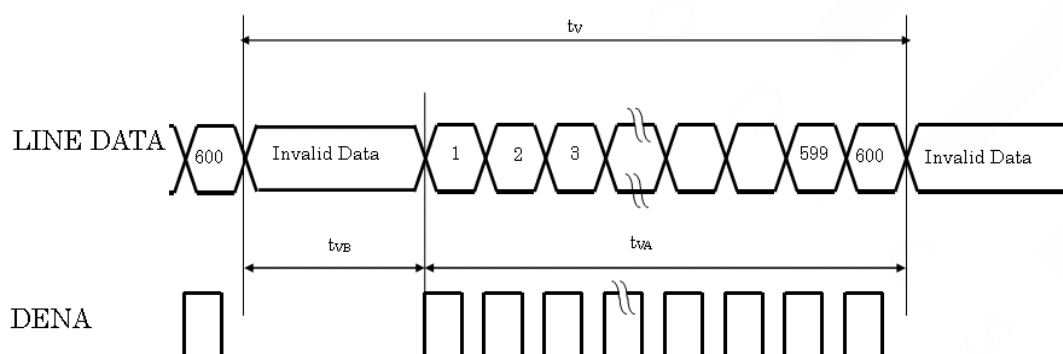 tV
LINE DATA 600 Invalid Data 1 2 3 599 600 Invalid Data
tVB tVA
DENA